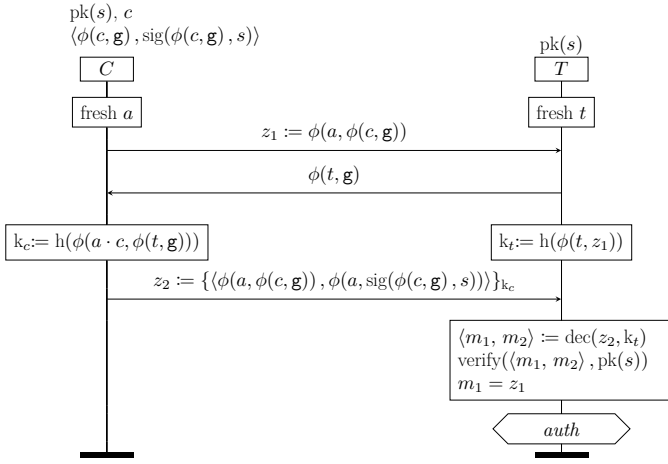 pk(s), c
⟨ϕ(c, g) , sig(ϕ(c, g) , s)⟩
pk(s)
C
T
fresh a
fresh t
z₁ := ϕ(a, ϕ(c, g))
ϕ(t, g)
k_c:= h(ϕ(a · c, ϕ(t, g)))
k_t:= h(ϕ(t, z₁))
z₂ := {⟨ϕ(a, ϕ(c, g)) , ϕ(a, sig(ϕ(c, g) , s))⟩}_{k_c}
⟨m₁, m₂⟩ := dec(z₂, k_t)
verify(⟨m₁, m₂⟩ , pk(s))
m₁ = z₁
auth